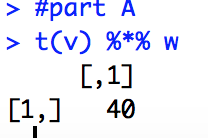 > #part A
> t(v) %*% w
     [,1]
[1,]   40